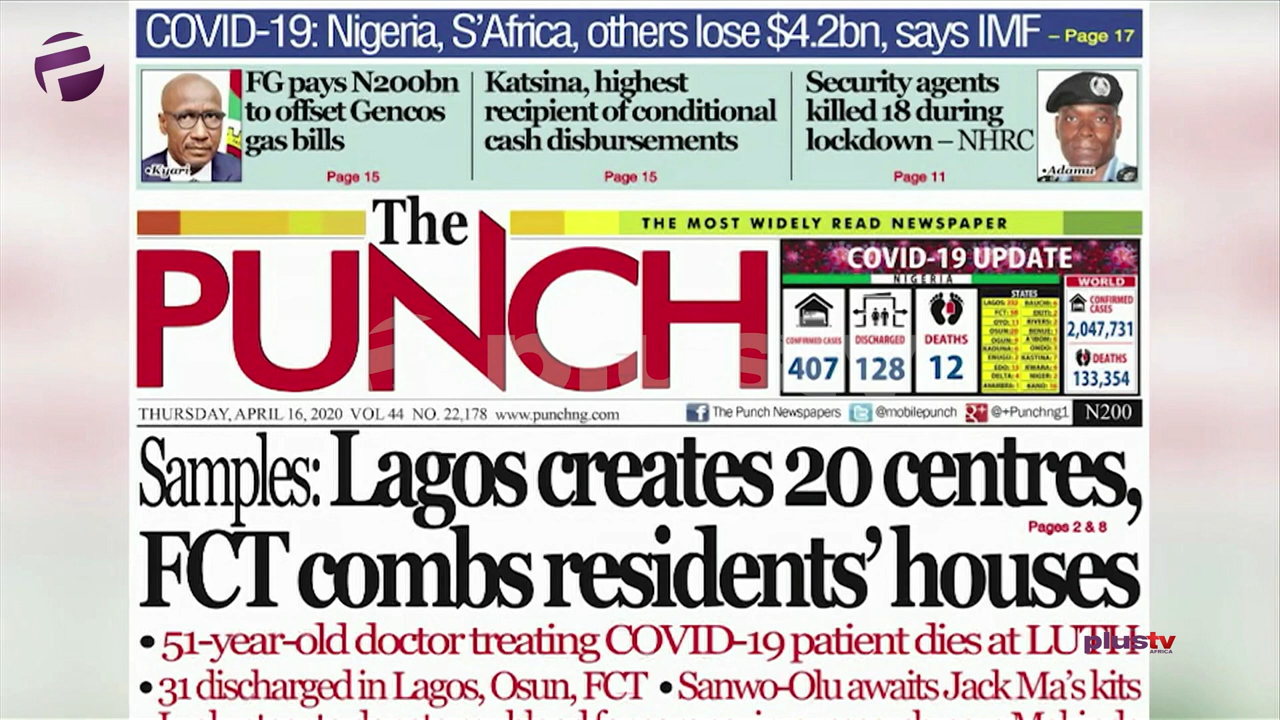 COVID-19: Nigeria, S'Africa, others lose $4.2bn, says IMF – Page 17
FG pays N200bn
to offset Gencos
gas bills
•Kyari
Page 15
Katsina, highest
recipient of conditional
cash disbursements
Page 15
Security agents
killed 18 during
lockdown – NHRC
•Adamu
Page 11
The
PUNCH
THE MOST WIDELY READ NEWSPAPER
COVID-19 UPDATE
NIGERIA
CONFIRMED CASES
407
DISCHARGED
128
DEATHS
12
STATES
WORLD
CONFIRMED
CASES
2,047,731
DEATHS
133,354
THURSDAY, APRIL 16, 2020 VOL 44 NO. 22,178 www.punchng.com
The Punch Newspapers @mobilepunch @+Punchng1 N200
Samples: Lagos creates 20 centres,
Pages 2 & 8
FCT combs residents' houses
• 51-year-old doctor treating COVID-19 patient dies at LUTH
plustv
AFRICA
• 31 discharged in Lagos, Osun, FCT • Sanwo-Olu awaits Jack Ma's kits